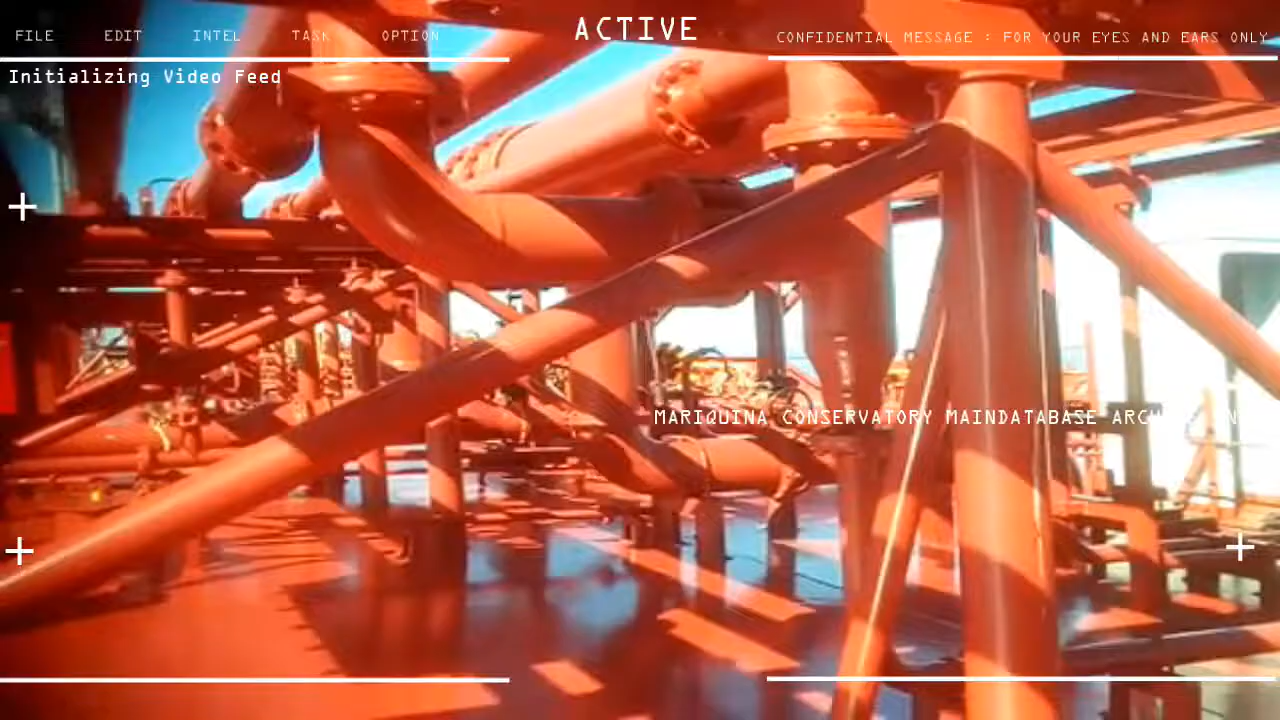 FILE EDIT INTEL TASK OPTION
ACTIVE
CONFIDENTIAL MESSAGE : FOR YOUR EYES AND EARS ONLY
Initializing Video Feed
MARIQUINA CONSERVATORY MAINDATABASE